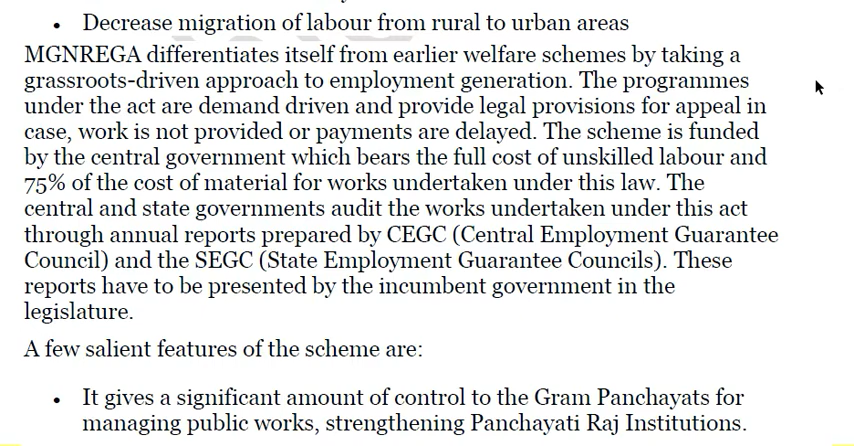 • Decrease migration of labour from rural to urban areas
MGNREGA differentiates itself from earlier welfare schemes by taking a
grassroots-driven approach to employment generation. The programmes
under the act are demand driven and provide legal provisions for appeal in
case, work is not provided or payments are delayed. The scheme is funded
by the central government which bears the full cost of unskilled labour and
75% of the cost of material for works undertaken under this law. The
central and state governments audit the works undertaken under this act
through annual reports prepared by CEGC (Central Employment Guarantee
Council) and the SEGC (State Employment Guarantee Councils). These
reports have to be presented by the incumbent government in the
legislature.
A few salient features of the scheme are:
• It gives a significant amount of control to the Gram Panchayats for
managing public works, strengthening Panchayati Raj Institutions.